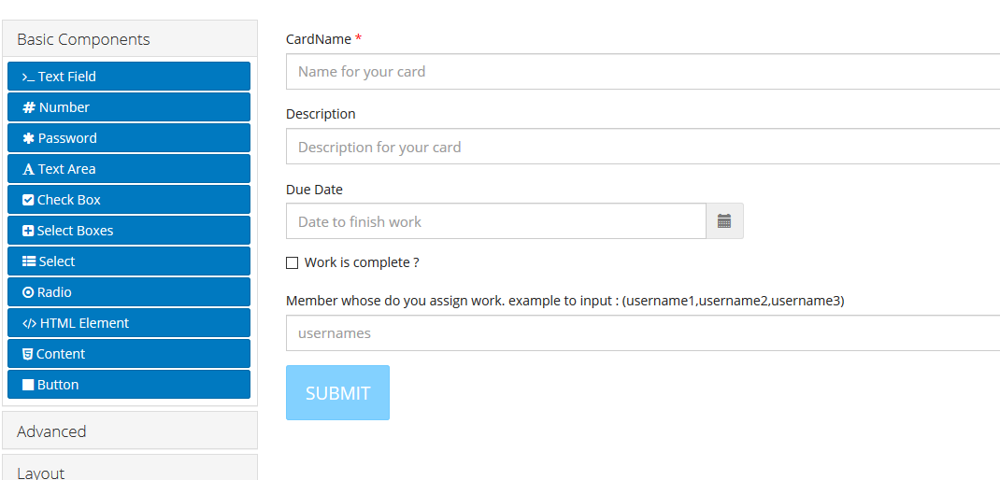 Basic Components
Text Field
Number
Password
Text Area
Check Box
Select Boxes
Select
Radio
HTML Element
Content
Button
Advanced
Layout
CardName *
Name for your card
Description
Description for your card
Due Date
Date to finish work
Work is complete ?
Member whose do you assign work. example to input : (username1,username2,username3)
usernames
SUBMIT